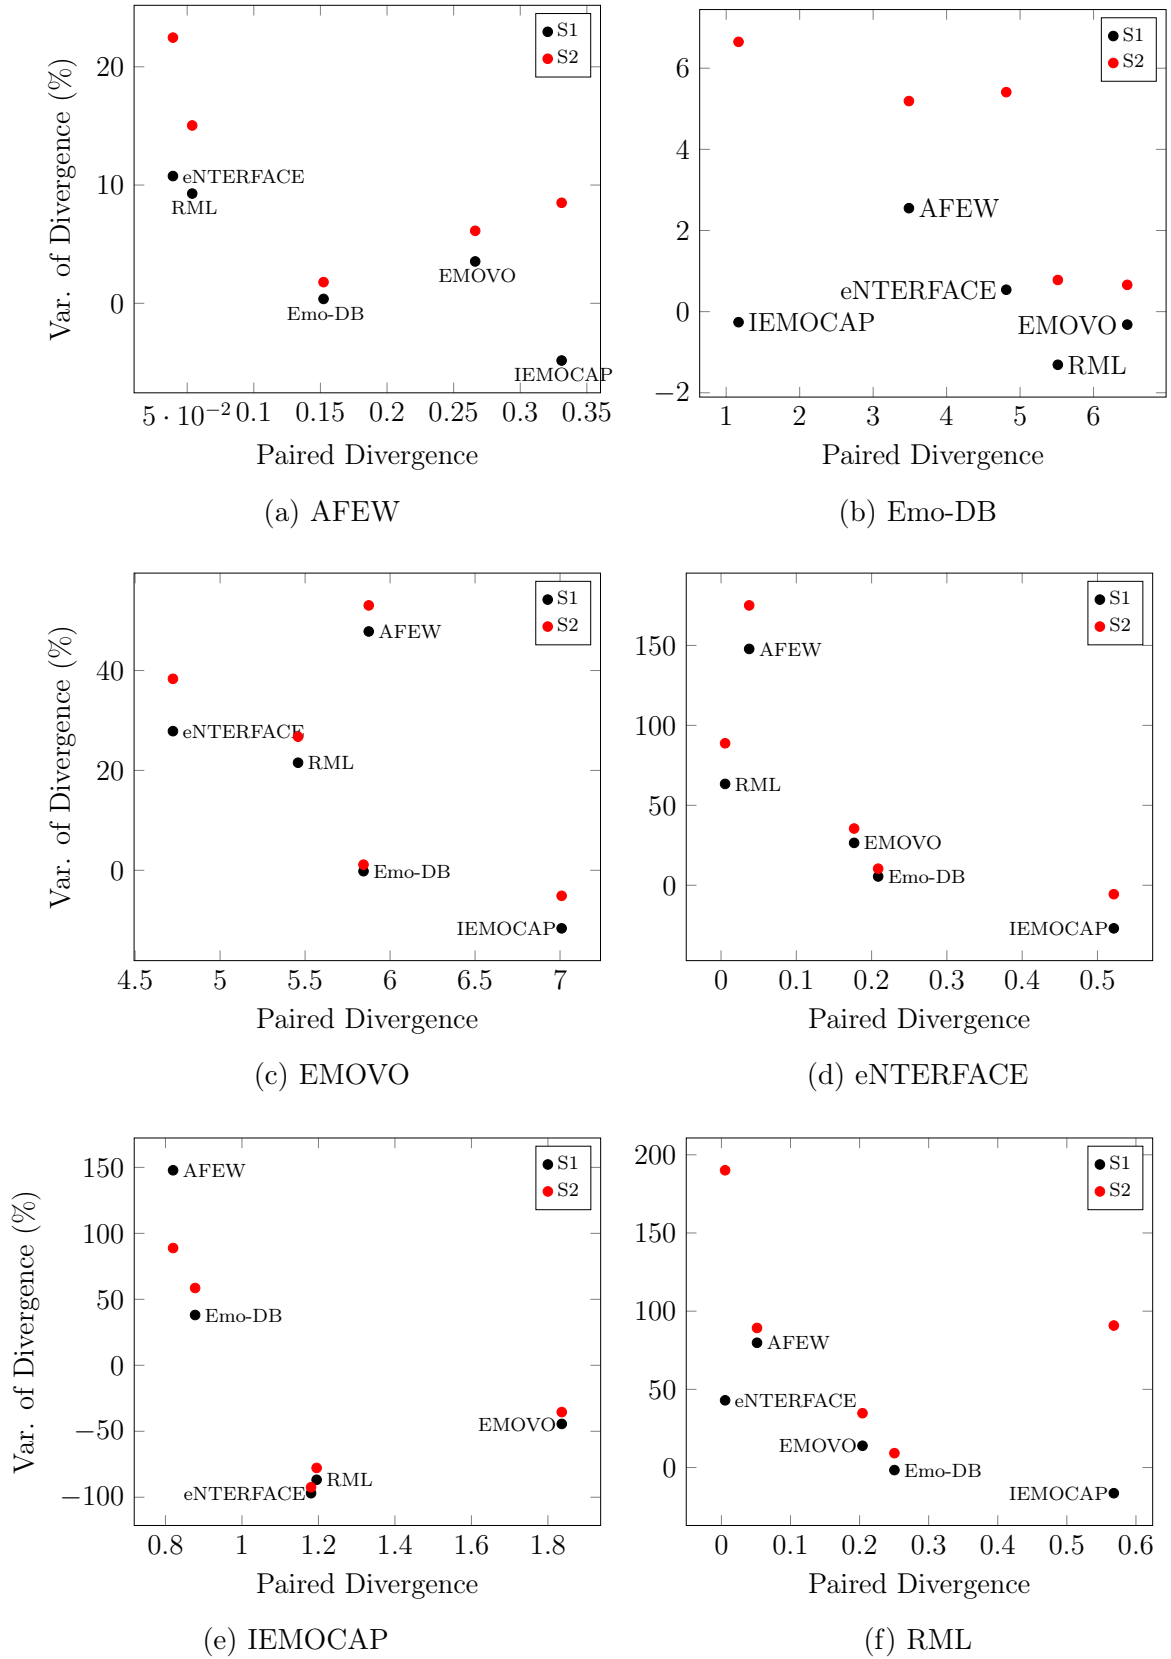 Var. of Divergence (%)
20
10
0
S1
S2
eNTERFACE
RML
Emo-DB
EMOVO
IEMOCAP
5 · 10−2 0.1 0.15 0.2 0.25 0.3 0.35
Paired Divergence
(a) AFEW
6
4
2
0
−2
S1
S2
AFEW
eNTERFACE
IEMOCAP
EMOVO
RML
1 2 3 4 5 6
Paired Divergence
(b) Emo-DB
Var. of Divergence (%)
40
20
0
S1
S2
AFEW
eNTERFACE
RML
Emo-DB
IEMOCAP
4.5 5 5.5 6 6.5 7
Paired Divergence
(c) EMOVO
150
100
50
0
S1
S2
AFEW
RML
EMOVO
Emo-DB
IEMOCAP
0 0.1 0.2 0.3 0.4 0.5
Paired Divergence
(d) eNTERFACE
Var. of Divergence (%)
150
100
50
0
−50
−100
S1
S2
AFEW
Emo-DB
EMOVO
RML
eNTERFACE
0.8 1 1.2 1.4 1.6 1.8
Paired Divergence
(e) IEMOCAP
200
150
100
50
0
S1
S2
AFEW
eNTERFACE
EMOVO
Emo-DB
IEMOCAP
0 0.1 0.2 0.3 0.4 0.5 0.6
Paired Divergence
(f) RML